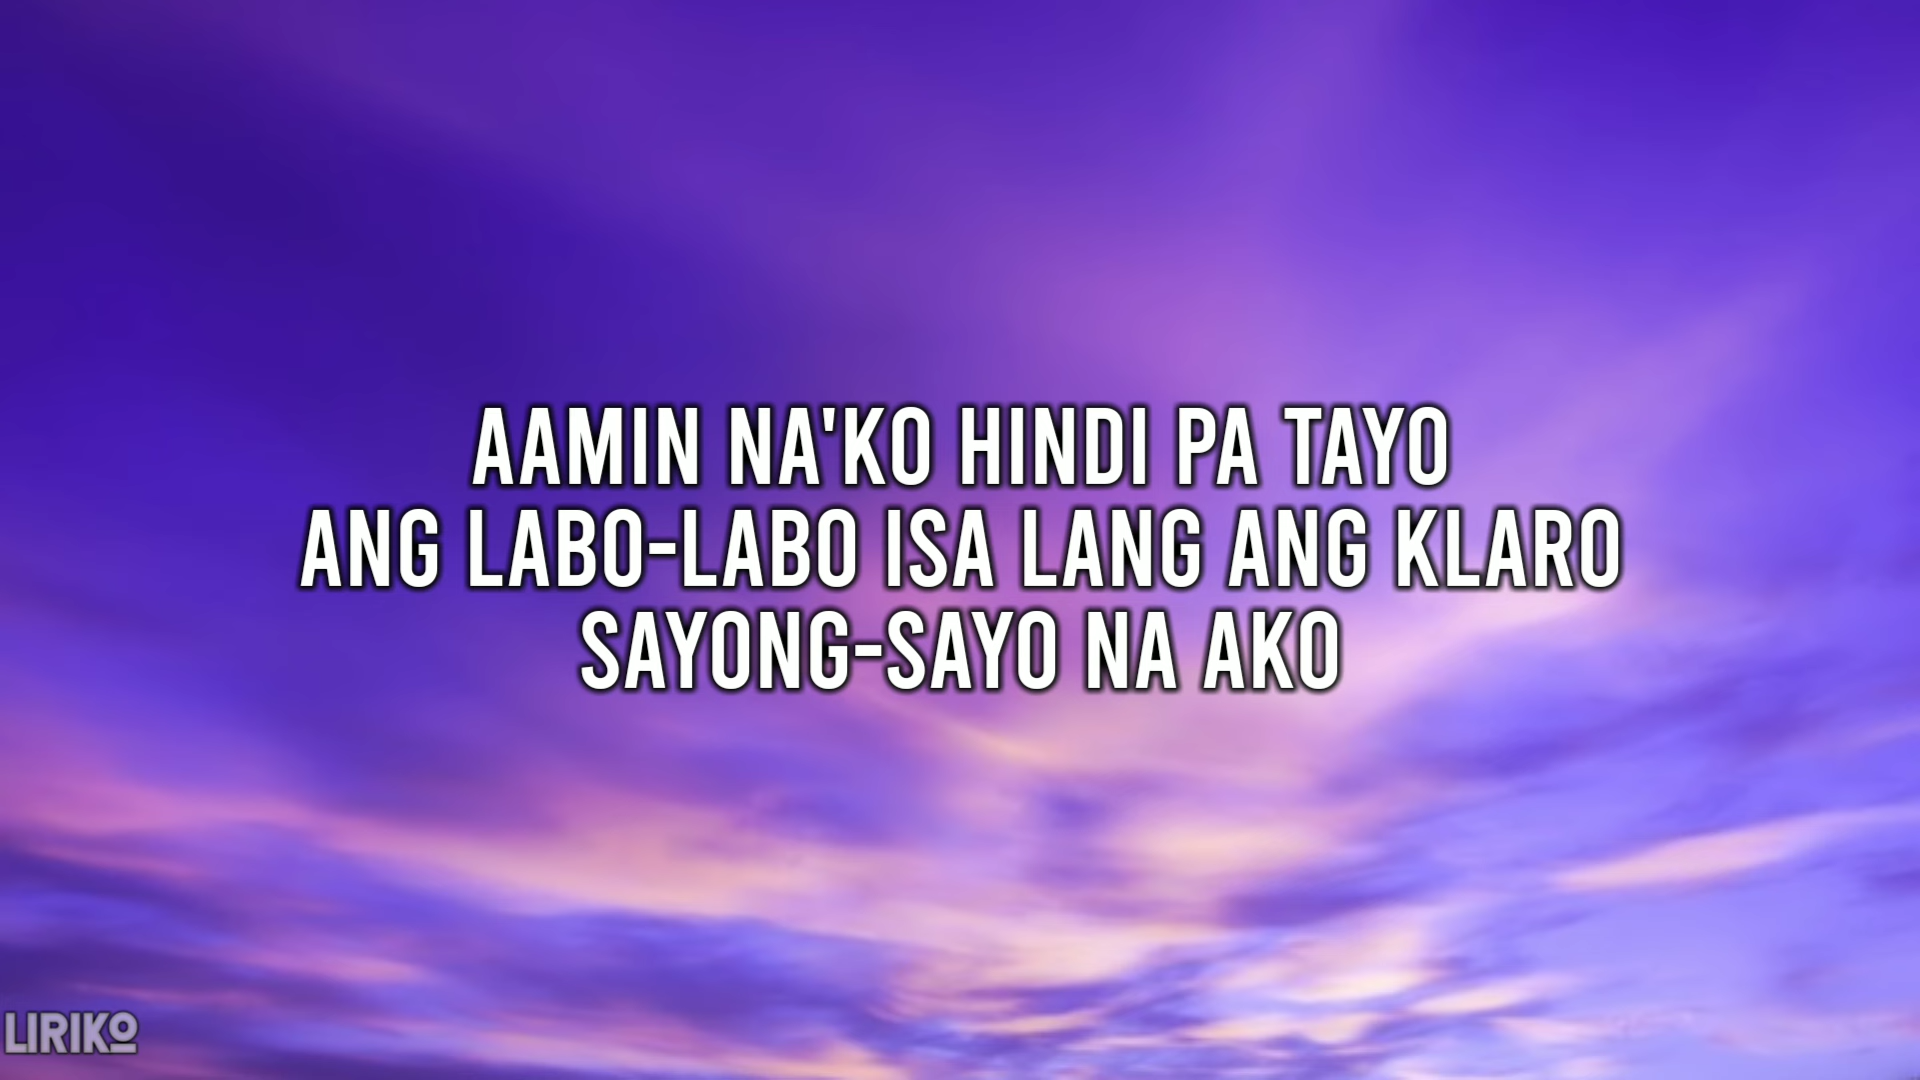 AAMIN NA'KO HINDI PA TAYO
ANG LABO-LABO ISA LANG ANG KLARO
SAYONG-SAYO NA AKO
LIRIKO